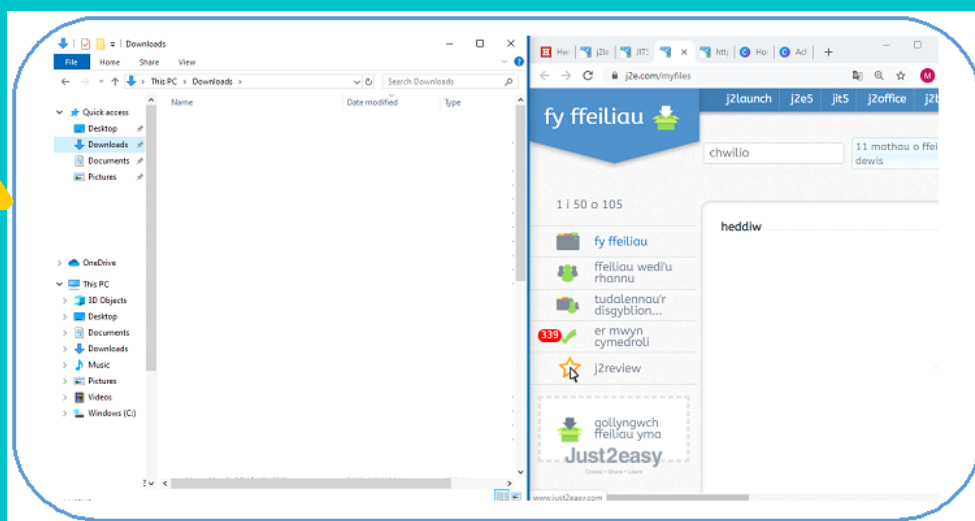 Downloads
File Home Share View
This PC > Downloads >
Search Downloads
Name Date modified Type
Quick access
Desktop
Downloads
Documents
Pictures
OneDrive
This PC
3D Objects
Desktop
Documents
Downloads
Music
Pictures
Videos
Windows (C:)
j2e.com/myfiles
M
fy ffeiliau
j2launch j2e5 jit5 j2office
chwilio
11 mathau o
dewis
1 i 50 o 105
heddiw
fy ffeiliau
ffeiliau wedi'u
rhannu
tudalennau'r
disgyblion...
339
er mwyn
cymedroli
j2review
gollyngwch
ffeiliau yma
Just2easy
Create - Share - Learn
www.just2easy.com